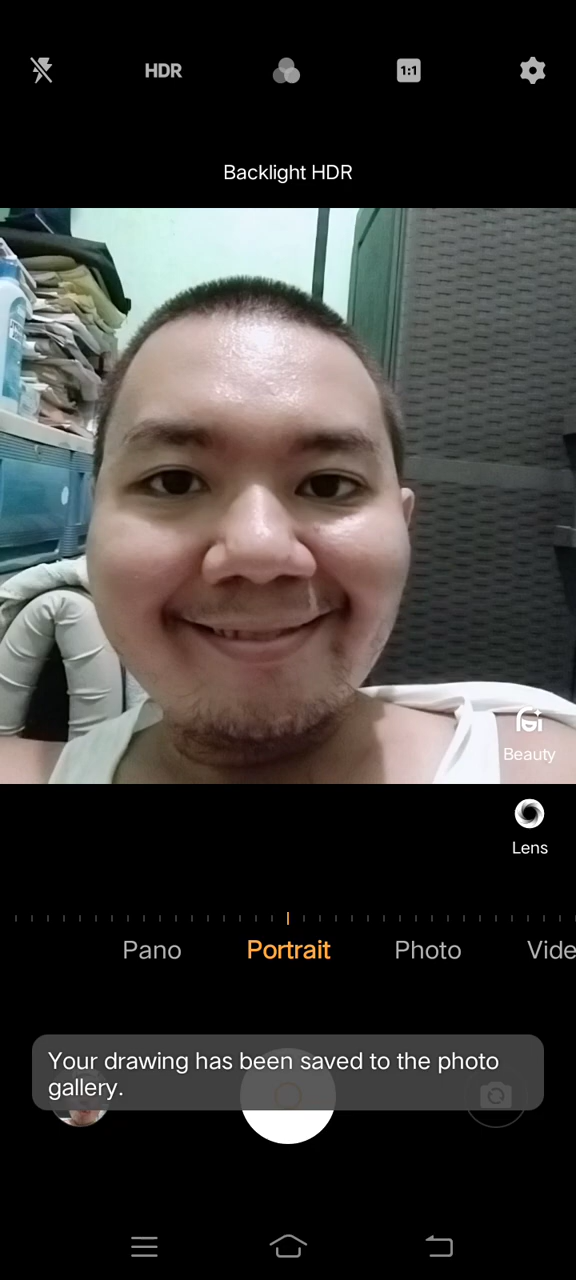 HDR
1:1
Backlight HDR
Beauty
Lens
Pano
Portrait
Photo
Vide
Your drawing has been saved to the photo
gallery.